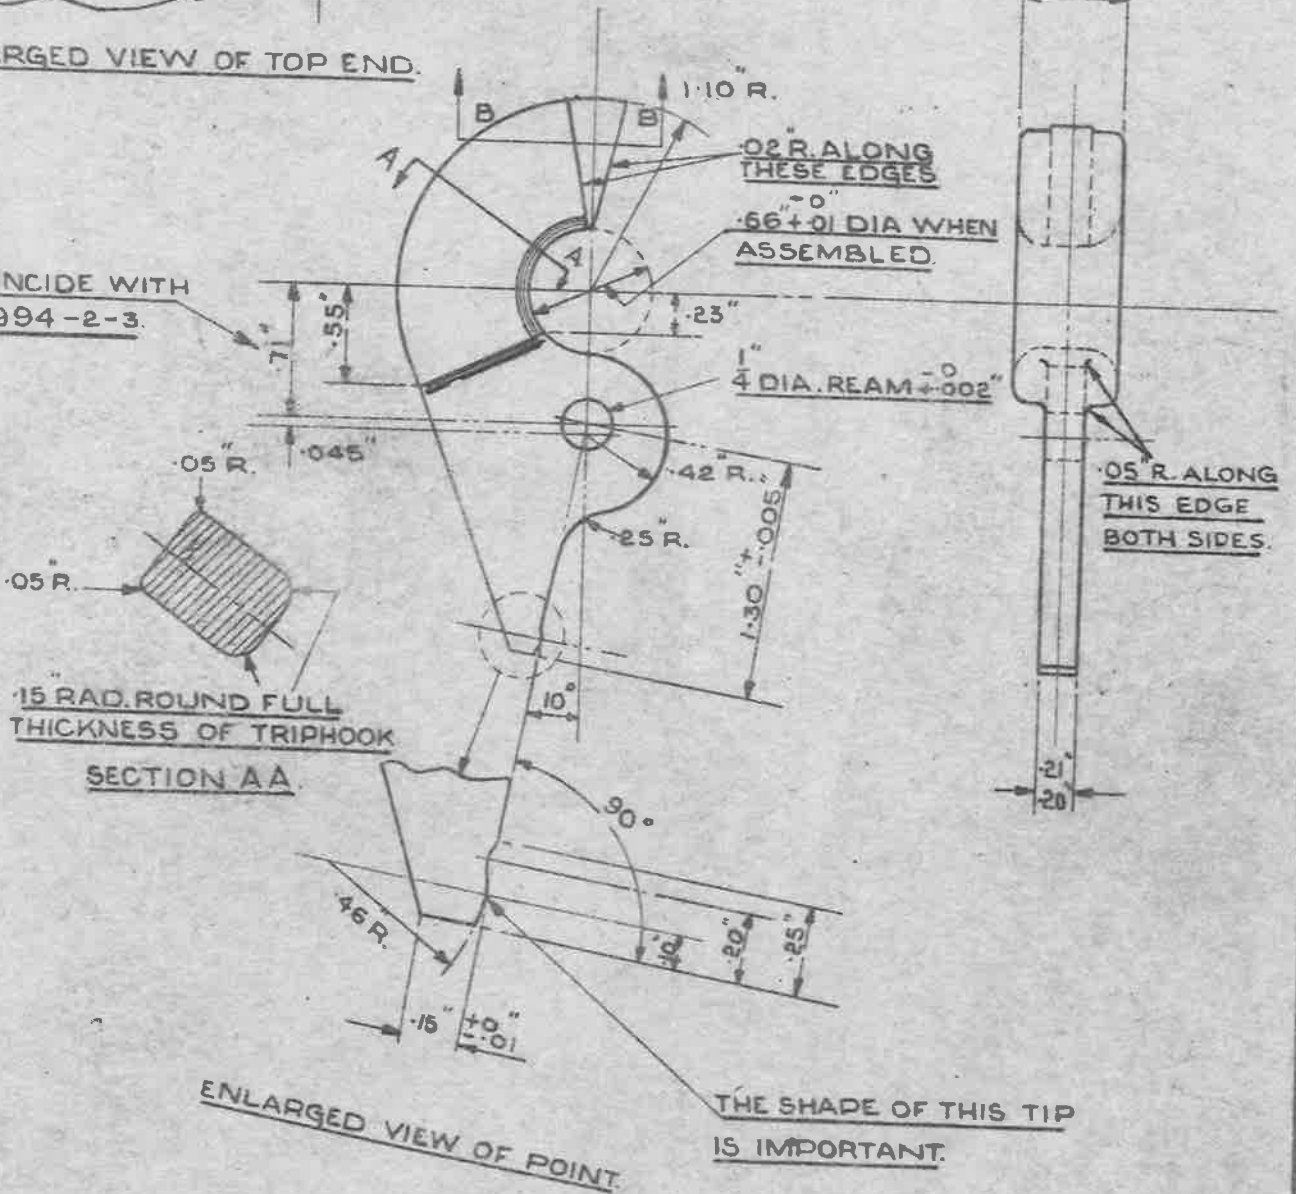 RGED VIEW OF TOP END.
B
B
1·10" R.
A
·02" R. ALONG
THESE EDGES
·66" -0" +·01 DIA WHEN
ASSEMBLED.
A
NCIDE WITH
994-2-3.
·71"
·55"
·23"
1/4" DIA. REAM -0 +·002"
·045"
·05" R.
·42" R.
·25" R.
1·30" +- ·005"
·05" R. ALONG
THIS EDGE
BOTH SIDES.
·05" R.
·15" RAD. ROUND FULL
THICKNESS OF TRIPHOOK
SECTION A A.
10°
·21"
·20"
90°
·46 R.
·10"
·20"
·25"
·15" +0" -·01
ENLARGED VIEW OF POINT
THE SHAPE OF THIS TIP
IS IMPORTANT.